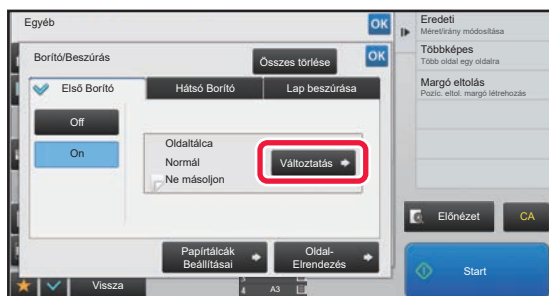 Egyéb
OK
Borító/Beszúrás
Összes törlése
OK
Első Borító
Hátsó Borító
Lap beszúrása
Off
On
Oldaltálca
Normál
Ne másoljon
Változtatás
Papírtálcák
Beállításai
Oldal-
Elrendezés
Vissza
4 A3
Eredeti
Méret/irány módosítása
Többképes
Több oldal egy oldalra
Margó eltolás
Pozic. eltol. margó létrehozás
Előnézet
CA
Start